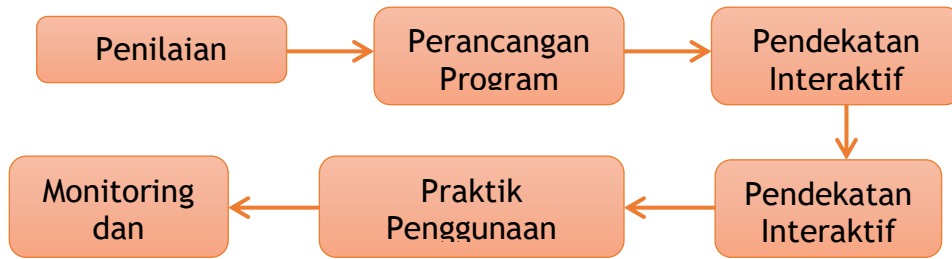 Penilaian
Perancangan
Program
Pendekatan
Interaktif
Pendekatan
Interaktif
Praktik
Penggunaan
Monitoring
dan